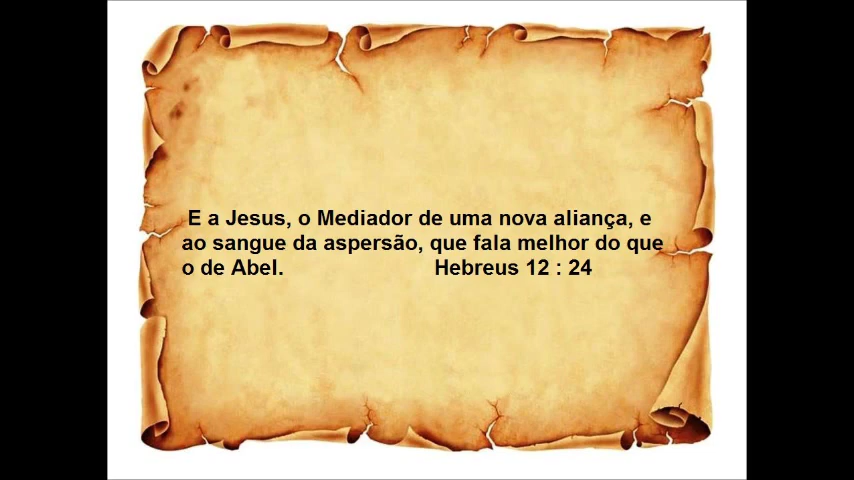 E a Jesus, o Mediador de uma nova aliança, e
ao sangue da aspersão, que fala melhor do que
o de Abel. Hebreus 12 : 24